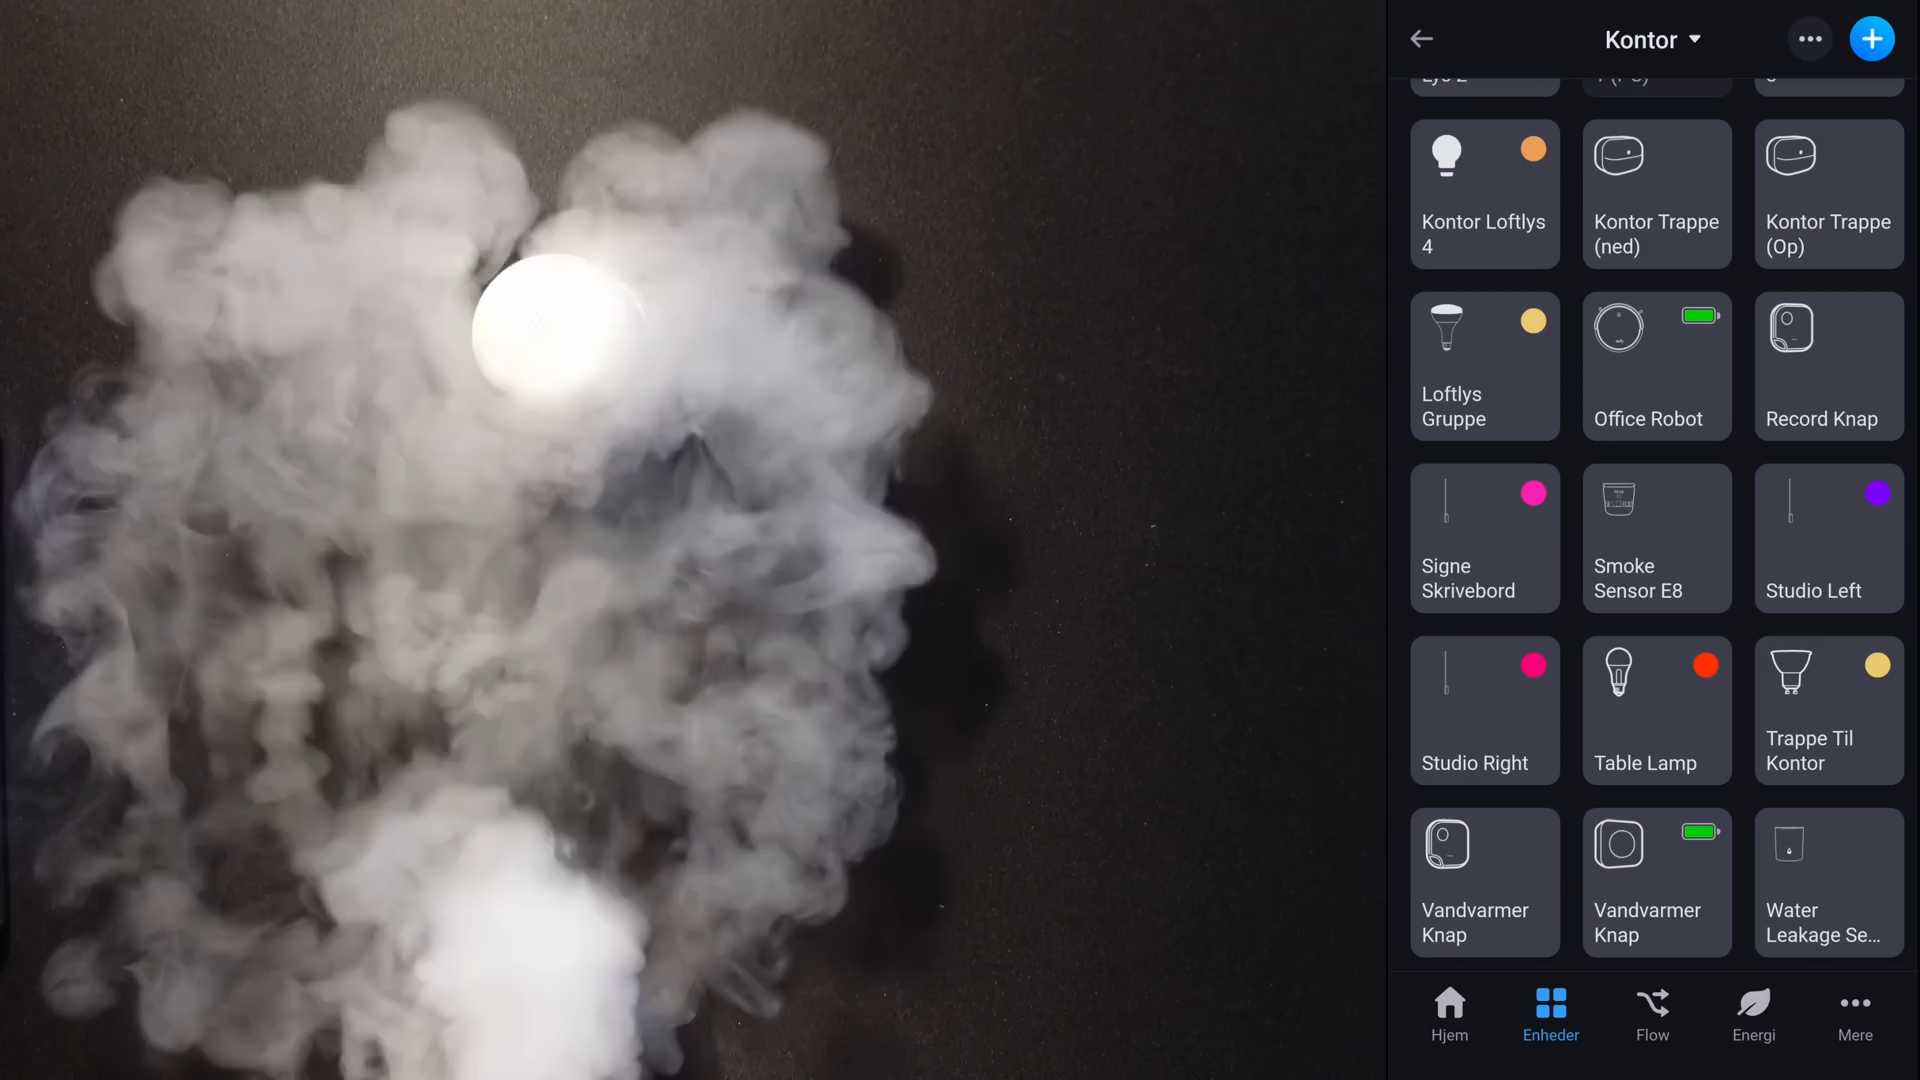 Kontor
Kontor Loftlys
4
Kontor Trappe
(ned)
Kontor Trappe
(Op)
Loftlys
Gruppe
Office Robot
Record Knap
Signe
Skrivebord
Smoke
Sensor E8
Studio Left
Studio Right
Table Lamp
Trappe Til
Kontor
Vandvarmer
Knap
Vandvarmer
Knap
Water
Leakage Se...
Hjem
Enheder
Flow
Energi
Mere